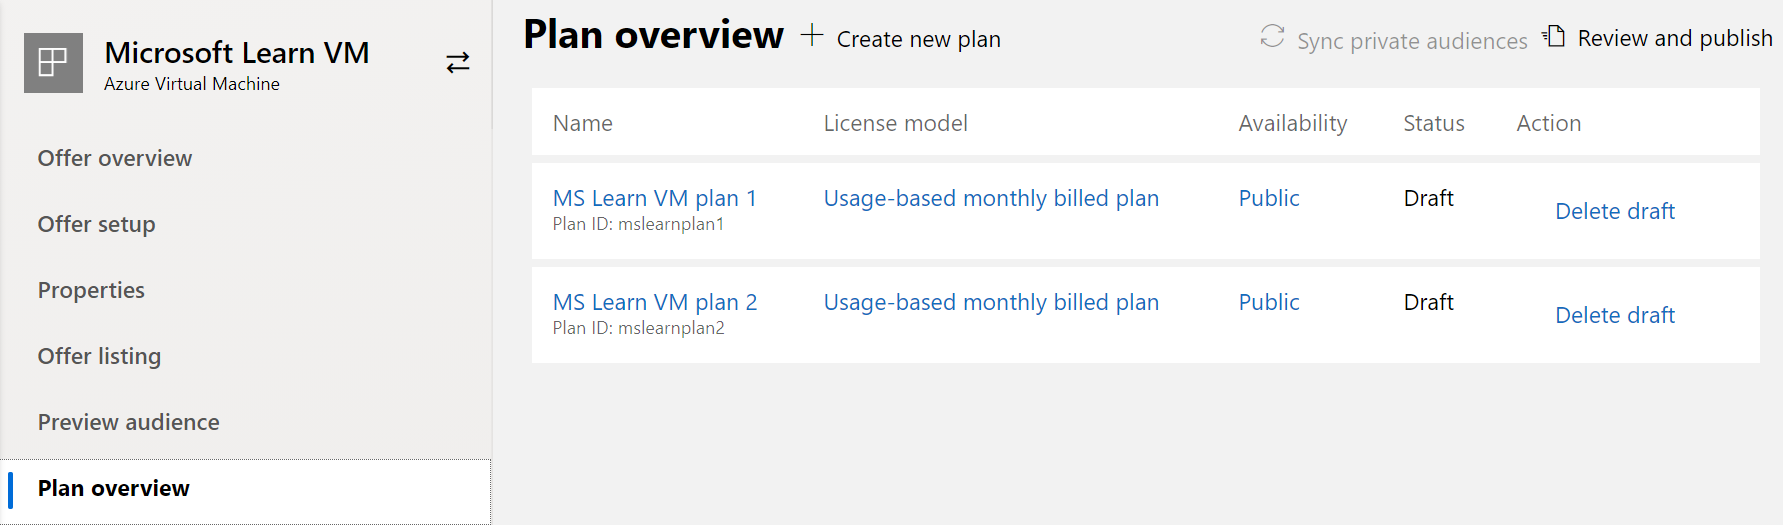 Microsoft Learn VM
Azure Virtual Machine
Offer overview
Offer setup
Properties
Offer listing
Preview audience
Plan overview
Plan overview
Create new plan
Sync private audiences
Review and publish
Name License model Availability Status Action
MS Learn VM plan 1 Usage-based monthly billed plan Public Draft Delete draft
Plan ID: mslearnplan1
MS Learn VM plan 2 Usage-based monthly billed plan Public Draft Delete draft
Plan ID: mslearnplan2